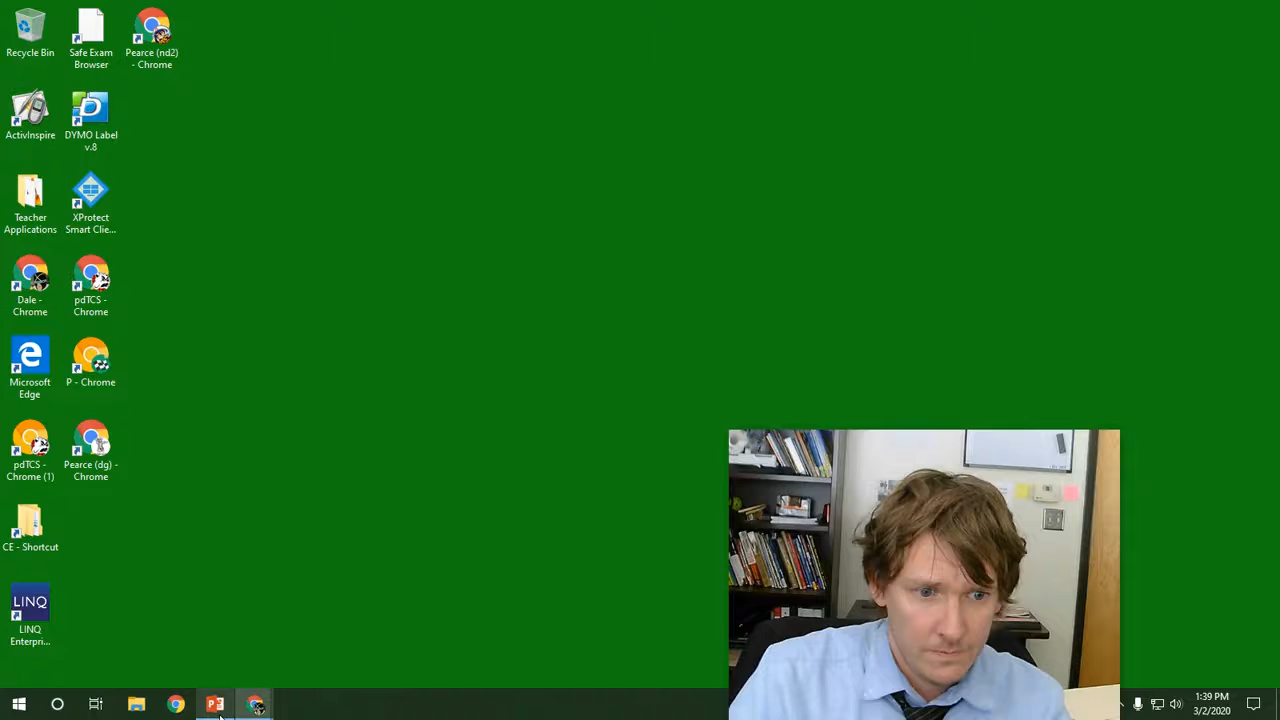 Recycle Bin
Safe Exam
Browser
Pearce (nd2)
- Chrome
ActivInspire
DYMO Label
v.8
Teacher
Applications
XProtect
Smart Clie...
Dale -
Chrome
pdTCS -
Chrome
Microsoft
Edge
P - Chrome
pdTCS -
Chrome (1)
Pearce (dg) -
Chrome
CE - Shortcut
LINQ
LINQ
Enterpri...
1:39 PM
3/2/2020